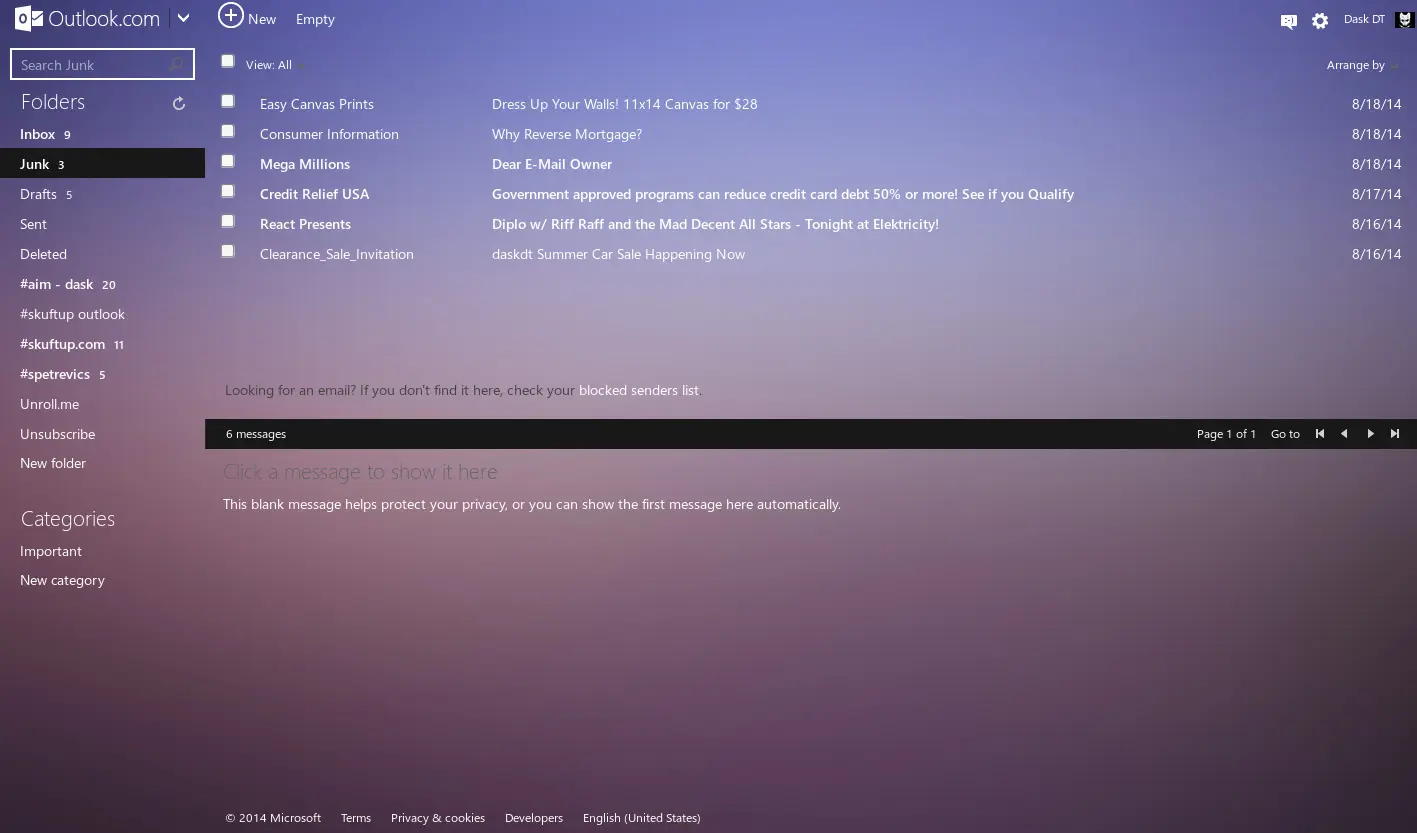 Outlook.com
New Empty
Dask DT
Search Junk
View: All
Arrange by
Folders
Inbox 9
Junk 3
Drafts 5
Sent
Deleted
#aim - dask 20
#skuftup outlook
#skuftup.com 11
#spetrevics 5
Unroll.me
Unsubscribe
New folder
Categories
Important
New category
Easy Canvas Prints Dress Up Your Walls! 11x14 Canvas for $28 8/18/14
Consumer Information Why Reverse Mortgage? 8/18/14
Mega Millions Dear E-Mail Owner 8/18/14
Credit Relief USA Government approved programs can reduce credit card debt 50% or more! See if you Qualify 8/17/14
React Presents Diplo w/ Riff Raff and the Mad Decent All Stars - Tonight at Elektricity! 8/16/14
Clearance_Sale_Invitation daskdt Summer Car Sale Happening Now 8/16/14
Looking for an email? If you don't find it here, check your blocked senders list.
6 messages Page 1 of 1 Go to
Click a message to show it here
This blank message helps protect your privacy, or you can show the first message here automatically.
© 2014 Microsoft Terms Privacy & cookies Developers English (United States)